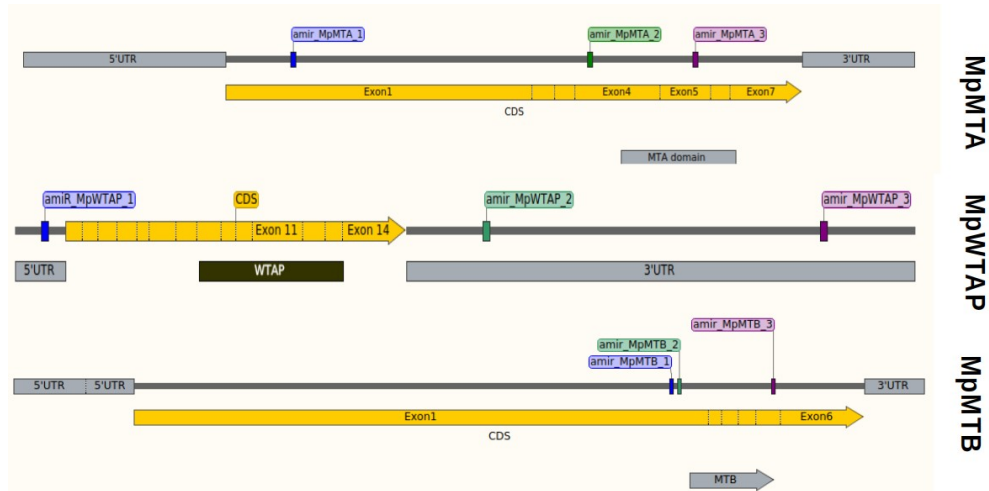 amir_MpMTA_1 amir_MpMTA_2 amir_MpMTA_3
5'UTR 3'UTR
Exon1 Exon4 Exon5 Exon7
CDS
MTA domain
MpMTA
amiR_MpWTAP_1 CDS amir_MpWTAP_2 amir_MpWTAP_3
Exon 11 Exon 14
5'UTR WTAP 3'UTR
MpWTAP
amir_MpMTB_3
amir_MpMTB_2
amir_MpMTB_1
5'UTR 5'UTR 3'UTR
Exon1 Exon6
CDS
MTB
MpMTB